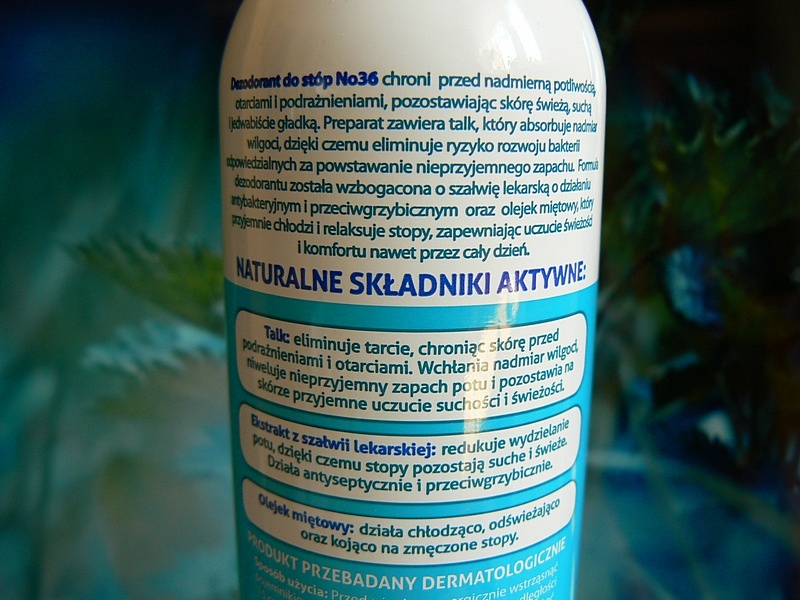 Dezodorant do stóp No36 chroni przed nadmierną potliwością,
otarciami i podrażnieniami, pozostawiając skórę świeżą, suchą
i jedwabiście gładką. Preparat zawiera talk, który absorbuje nadmiar
wilgoci, dzięki czemu eliminuje ryzyko rozwoju bakterii
odpowiedzialnych za powstawanie nieprzyjemnego zapachu. Formuła
dezodorantu została wzbogacona o szałwię lekarską o działaniu
antybakteryjnym i przeciwgrzybicznym oraz olejek miętowy, który
przyjemnie chłodzi i relaksuje stopy, zapewniając uczucie świeżości
i komfortu nawet przez cały dzień.
NATURALNE SKŁADNIKI AKTYWNE:
Talk: eliminuje tarcie, chroniąc skórę przed
podrażnieniami i otarciami. Wchłania nadmiar wilgoci,
niweluje nieprzyjemny zapach potu i pozostawia na
skórze przyjemne uczucie suchości i świeżości.
Ekstrakt z szałwii lekarskiej: redukuje wydzielanie
potu, dzięki czemu stopy pozostają suche i świeże.
Działa antyseptycznie i przeciwgrzybicznie.
Olejek miętowy: działa chłodząco, odświeżająco
oraz kojąco na zmęczone stopy.
PRODUKT PRZEBADANY DERMATOLOGICZNIE
Sposób użycia: wstrząsnąć